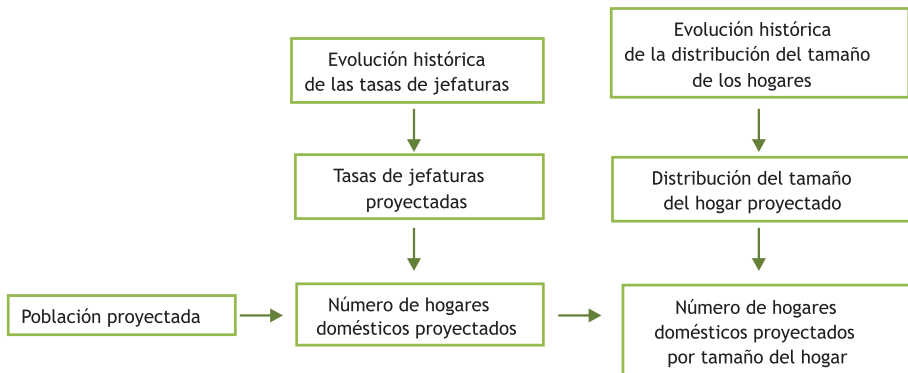 Evolución histórica
de las tasas de jefaturas
Evolución histórica
de la distribución del tamaño
de los hogares
Tasas de jefaturas
proyectadas
Distribución del tamaño
del hogar proyectado
Población proyectada
Número de hogares
domésticos proyectados
Número de hogares
domésticos proyectados
por tamaño del hogar